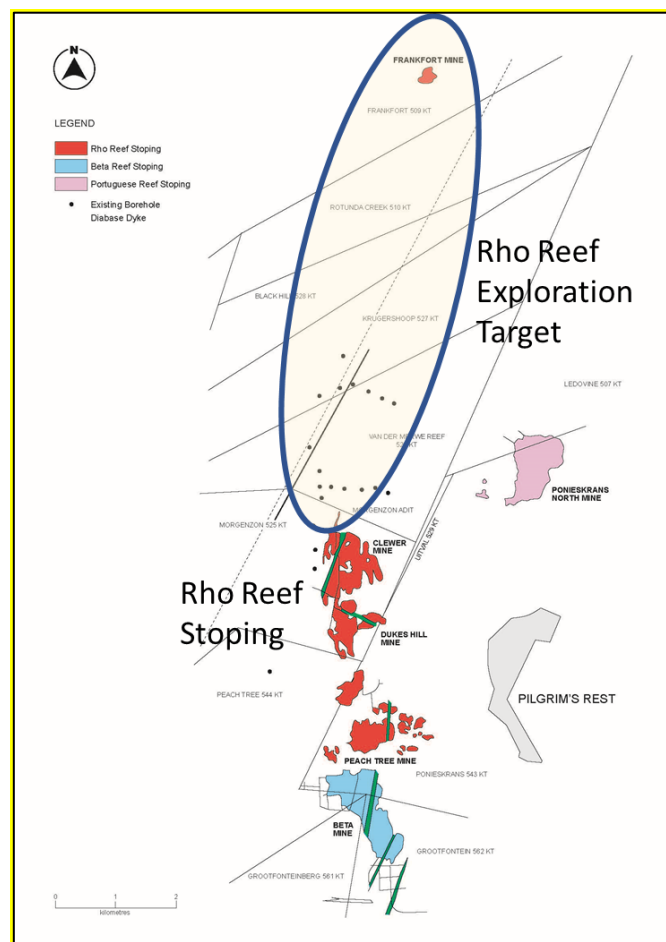 N
FRANKFORT MINE
FRANKFORT 509 KT
LEGEND
Rho Reef Stoping
Beta Reef Stoping
Portuguese Reef Stoping
Existing Borehole
Diabase Dyke
ROTUNDA CREEK 510 KT
Rho Reef
Exploration
Target
BLACK HILL 528 KT
KRUGERSHOOP 527 KT
LEDOVINE 507 KT
VAN DER MERWE REEF
PONIESKRANS
NORTH MINE
MORGENZON 525 KT
MORGENZON ADIT
UITVAL 529 KT
CLEWER
MINE
Rho Reef
Stoping
DUKES HILL
MINE
PEACH TREE 544 KT
PILGRIM'S REST
PEACH TREE MINE
PONIESKRANS 543 KT
BETA
MINE
GROOTFONTEIN 562 KT
GROOTFONTEINBERG 561 KT
0 1 2
kilometres